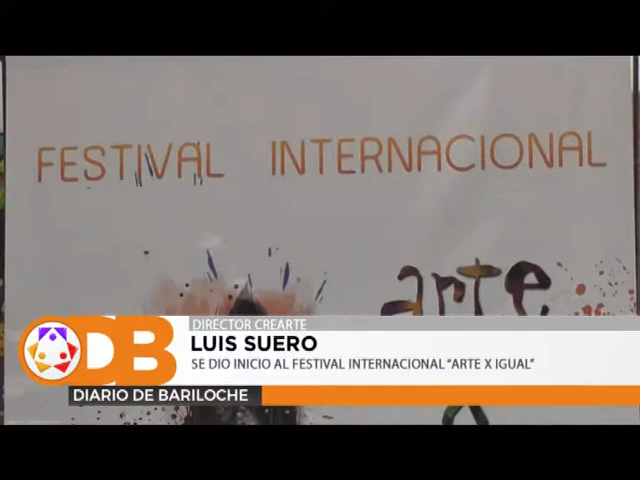 FESTIVAL INTERNACIONAL
arte
DIRECTOR CREARTE
LUIS SUERO
SE DIO INICIO AL FESTIVAL INTERNACIONAL "ARTE X IGUAL"
DB
DIARIO DE BARILOCHE